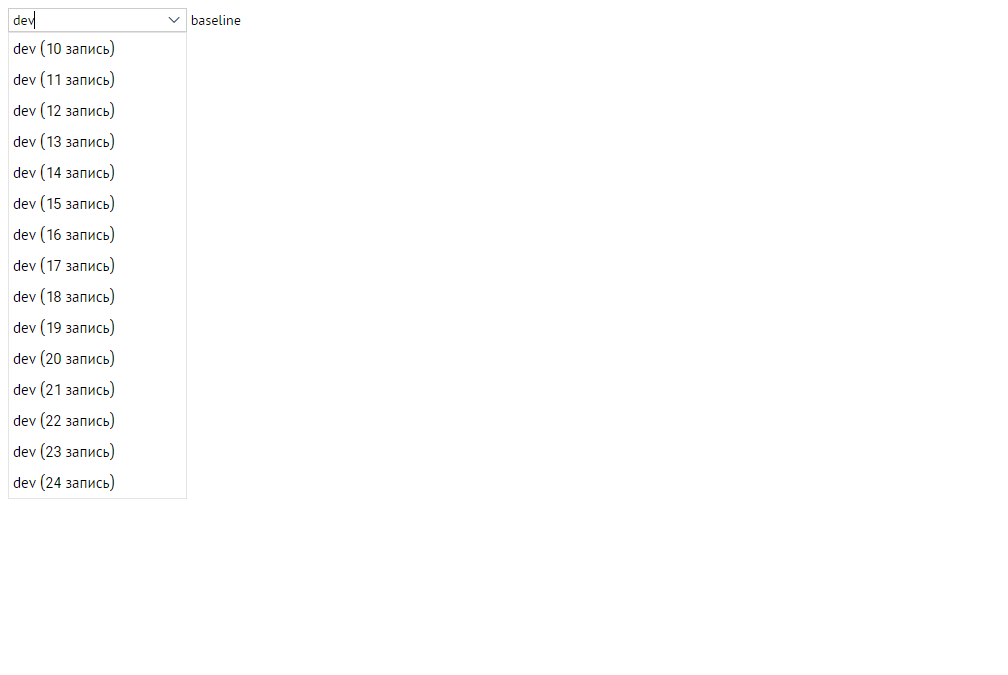 dev baseline
dev (10 запись)
dev (11 запись)
dev (12 запись)
dev (13 запись)
dev (14 запись)
dev (15 запись)
dev (16 запись)
dev (17 запись)
dev (18 запись)
dev (19 запись)
dev (20 запись)
dev (21 запись)
dev (22 запись)
dev (23 запись)
dev (24 запись)